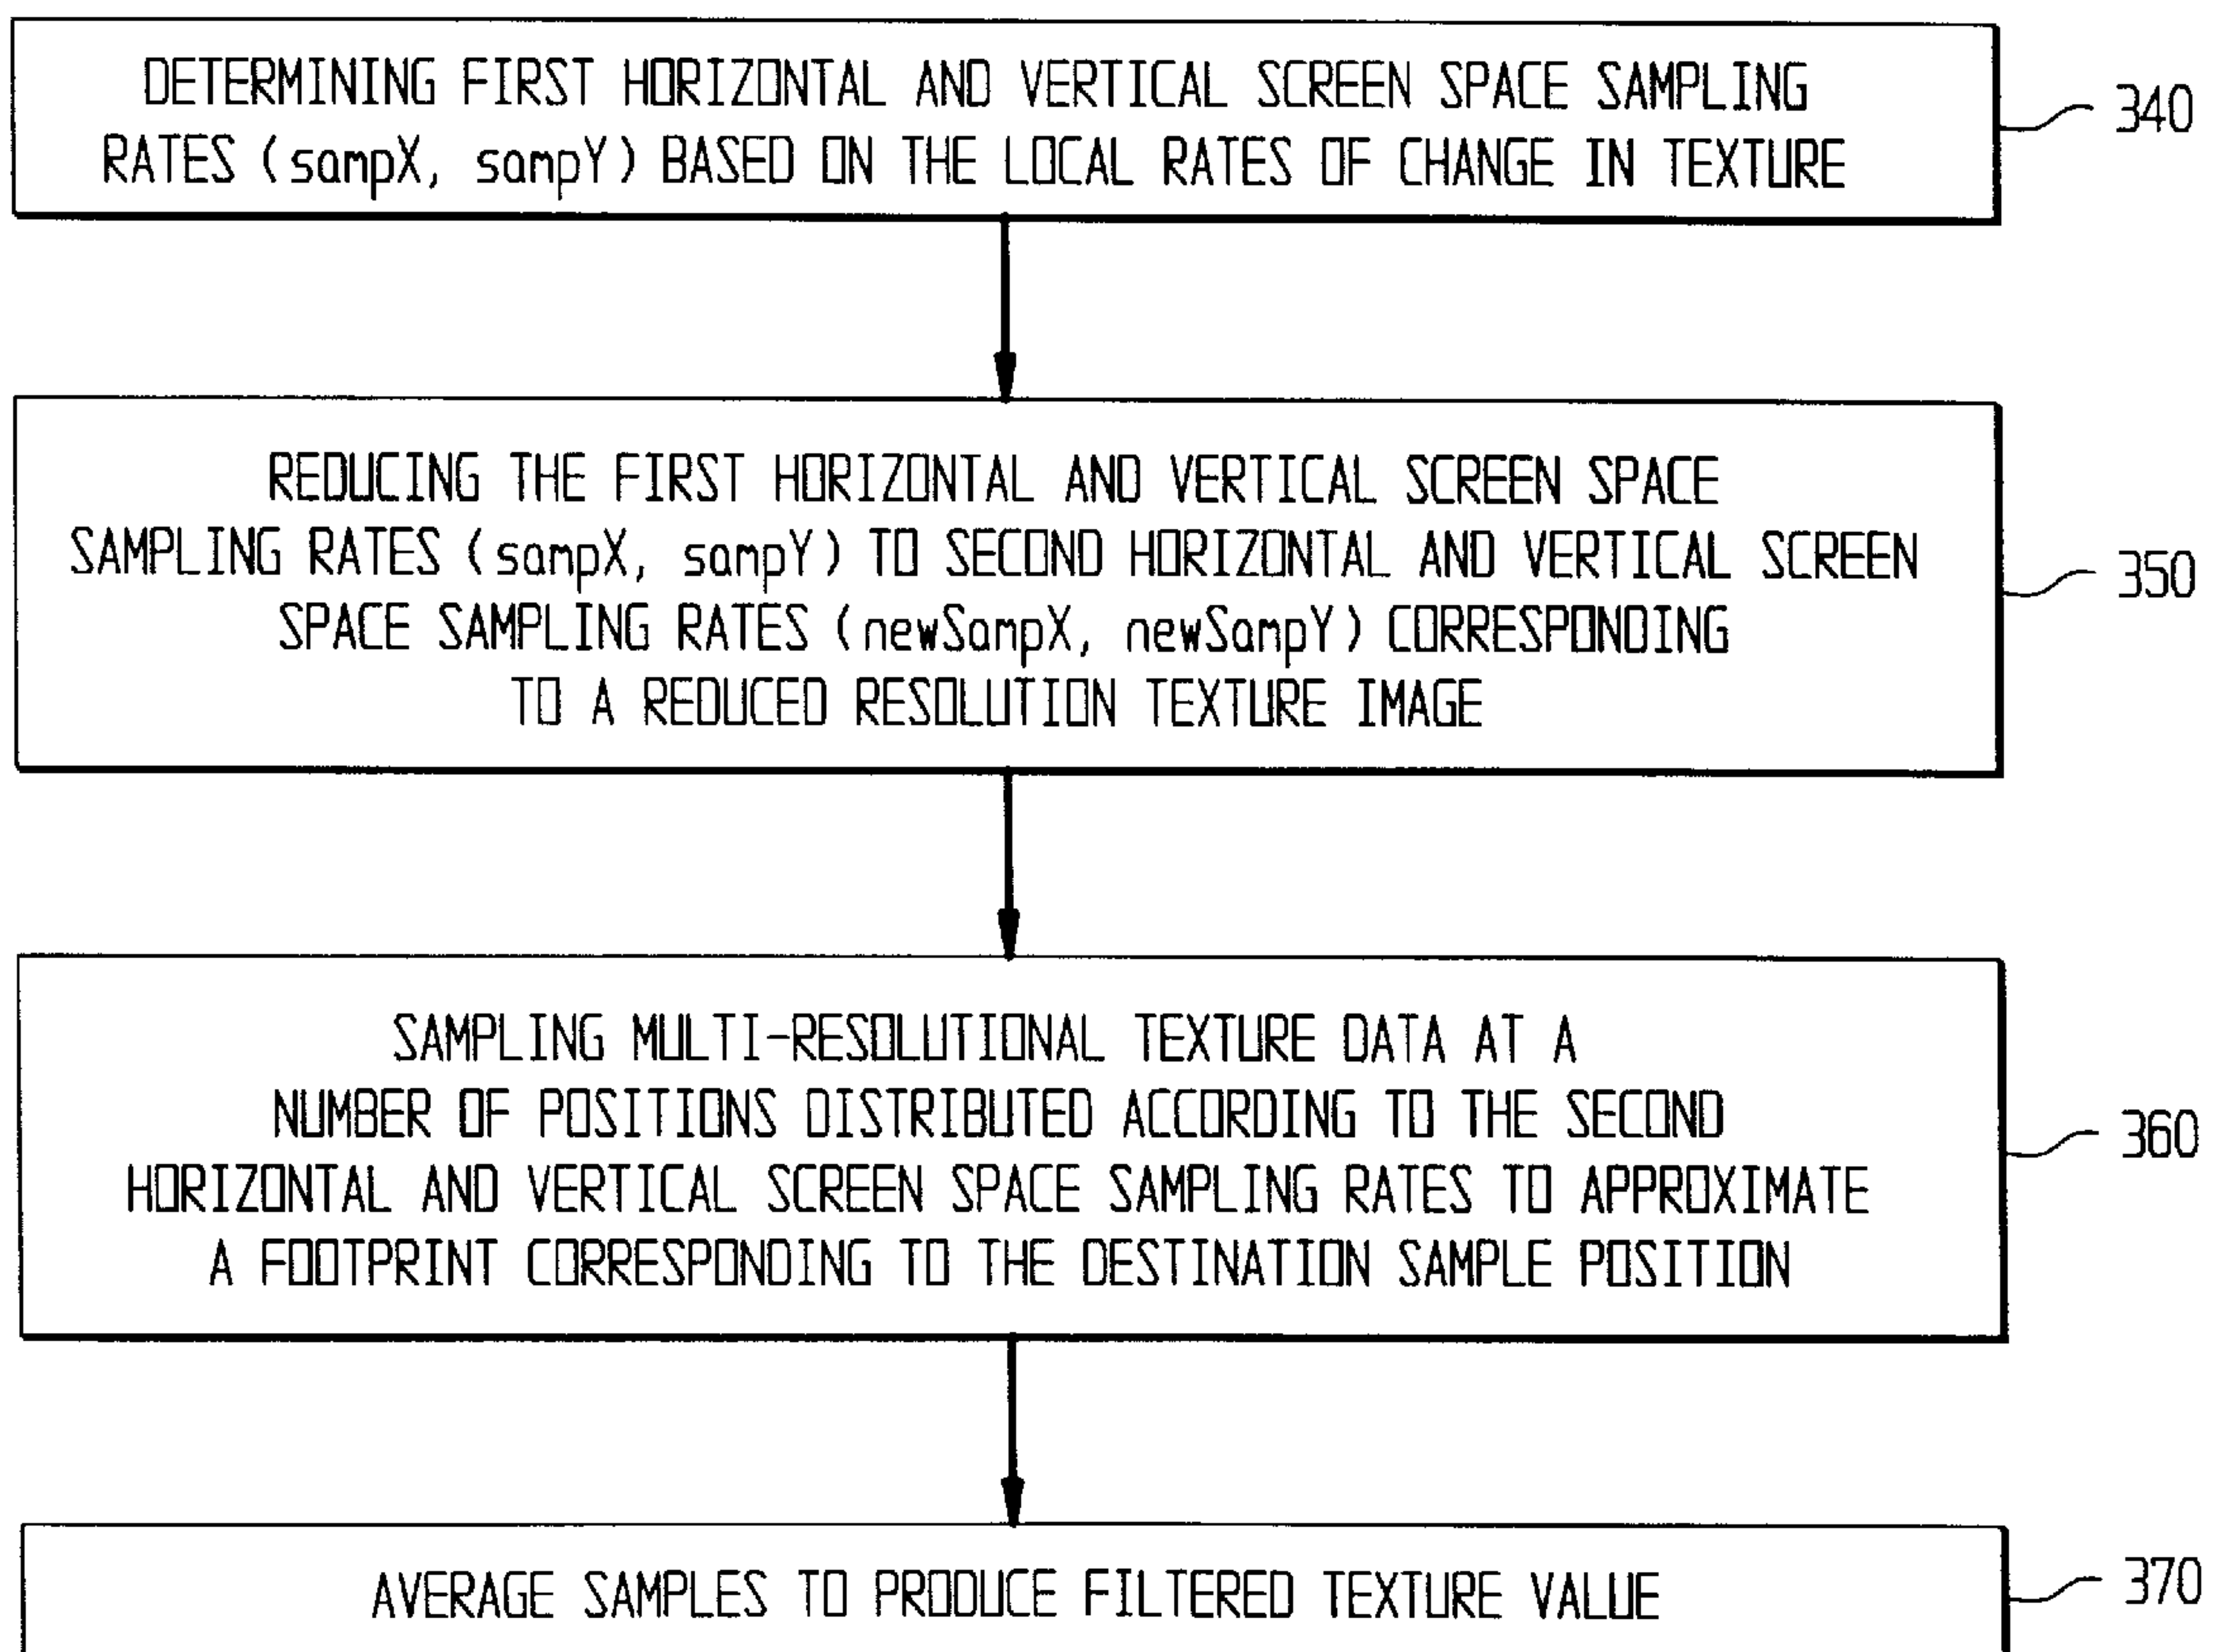 DETERMINING FIRST HORIZONTAL AND VERTICAL SCREEN SPACE SAMPLING
RATES (sampX, sampY) BASED ON THE LOCAL RATES OF CHANGE IN TEXTURE
340
REDUCING THE FIRST HORIZONTAL AND VERTICAL SCREEN SPACE
SAMPLING RATES (sampX, sampY) TO SECOND HORIZONTAL AND VERTICAL SCREEN
SPACE SAMPLING RATES (newSampX, newSampY) CORRESPONDING
TO A REDUCED RESOLUTION TEXTURE IMAGE
350
SAMPLING MULTI-RESOLUTIONAL TEXTURE DATA AT A
NUMBER OF POSITIONS DISTRIBUTED ACCORDING TO THE SECOND
HORIZONTAL AND VERTICAL SCREEN SPACE SAMPLING RATES TO APPROXIMATE
A FOOTPRINT CORRESPONDING TO THE DESTINATION SAMPLE POSITION
360
AVERAGE SAMPLES TO PRODUCE FILTERED TEXTURE VALUE
370